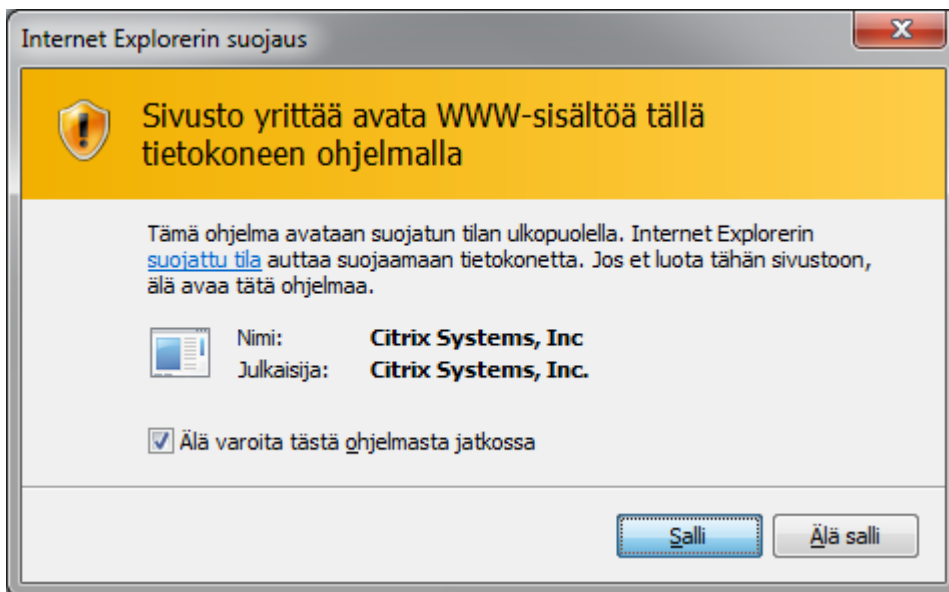 Internet Explorerin suojaus
Sivusto yrittää avata WWW-sisältöä tällä
tietokoneen ohjelmalla
Tämä ohjelma avataan suojatun tilan ulkopuolella. Internet Explorerin
suojattu tila auttaa suojaamaan tietokonetta. Jos et luota tähän sivustoon,
älä avaa tätä ohjelmaa.
Nimi: Citrix Systems, Inc
Julkaisija: Citrix Systems, Inc.
Älä varoita tästä ohjelmasta jatkossa
Salli Älä salli